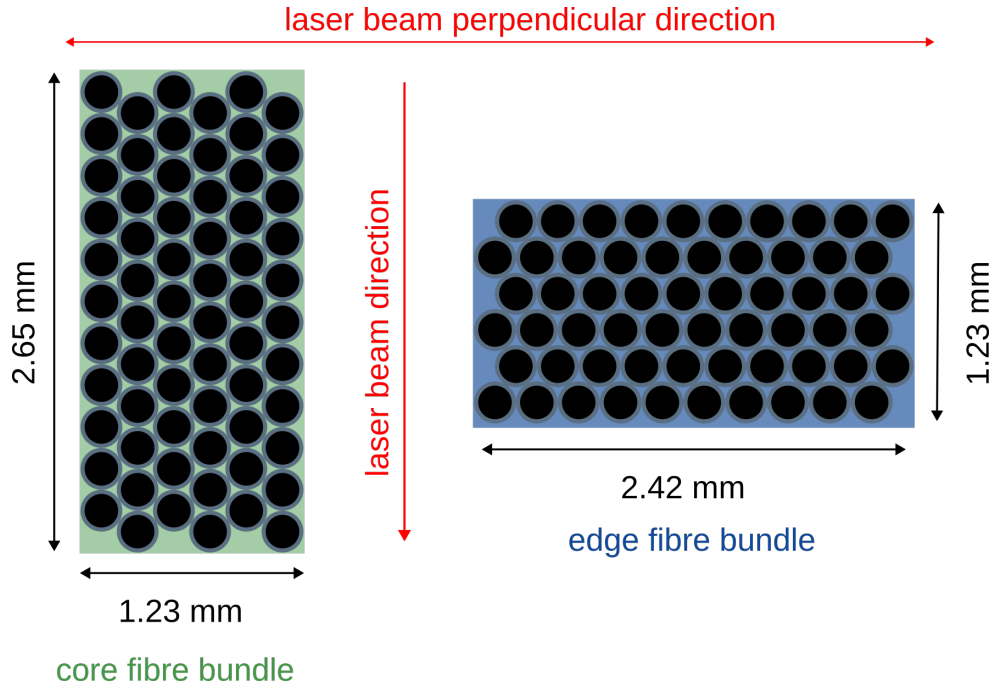 laser beam perpendicular direction
2.65 mm
laser beam direction
1.23 mm
2.42 mm
1.23 mm
edge fibre bundle
core fibre bundle